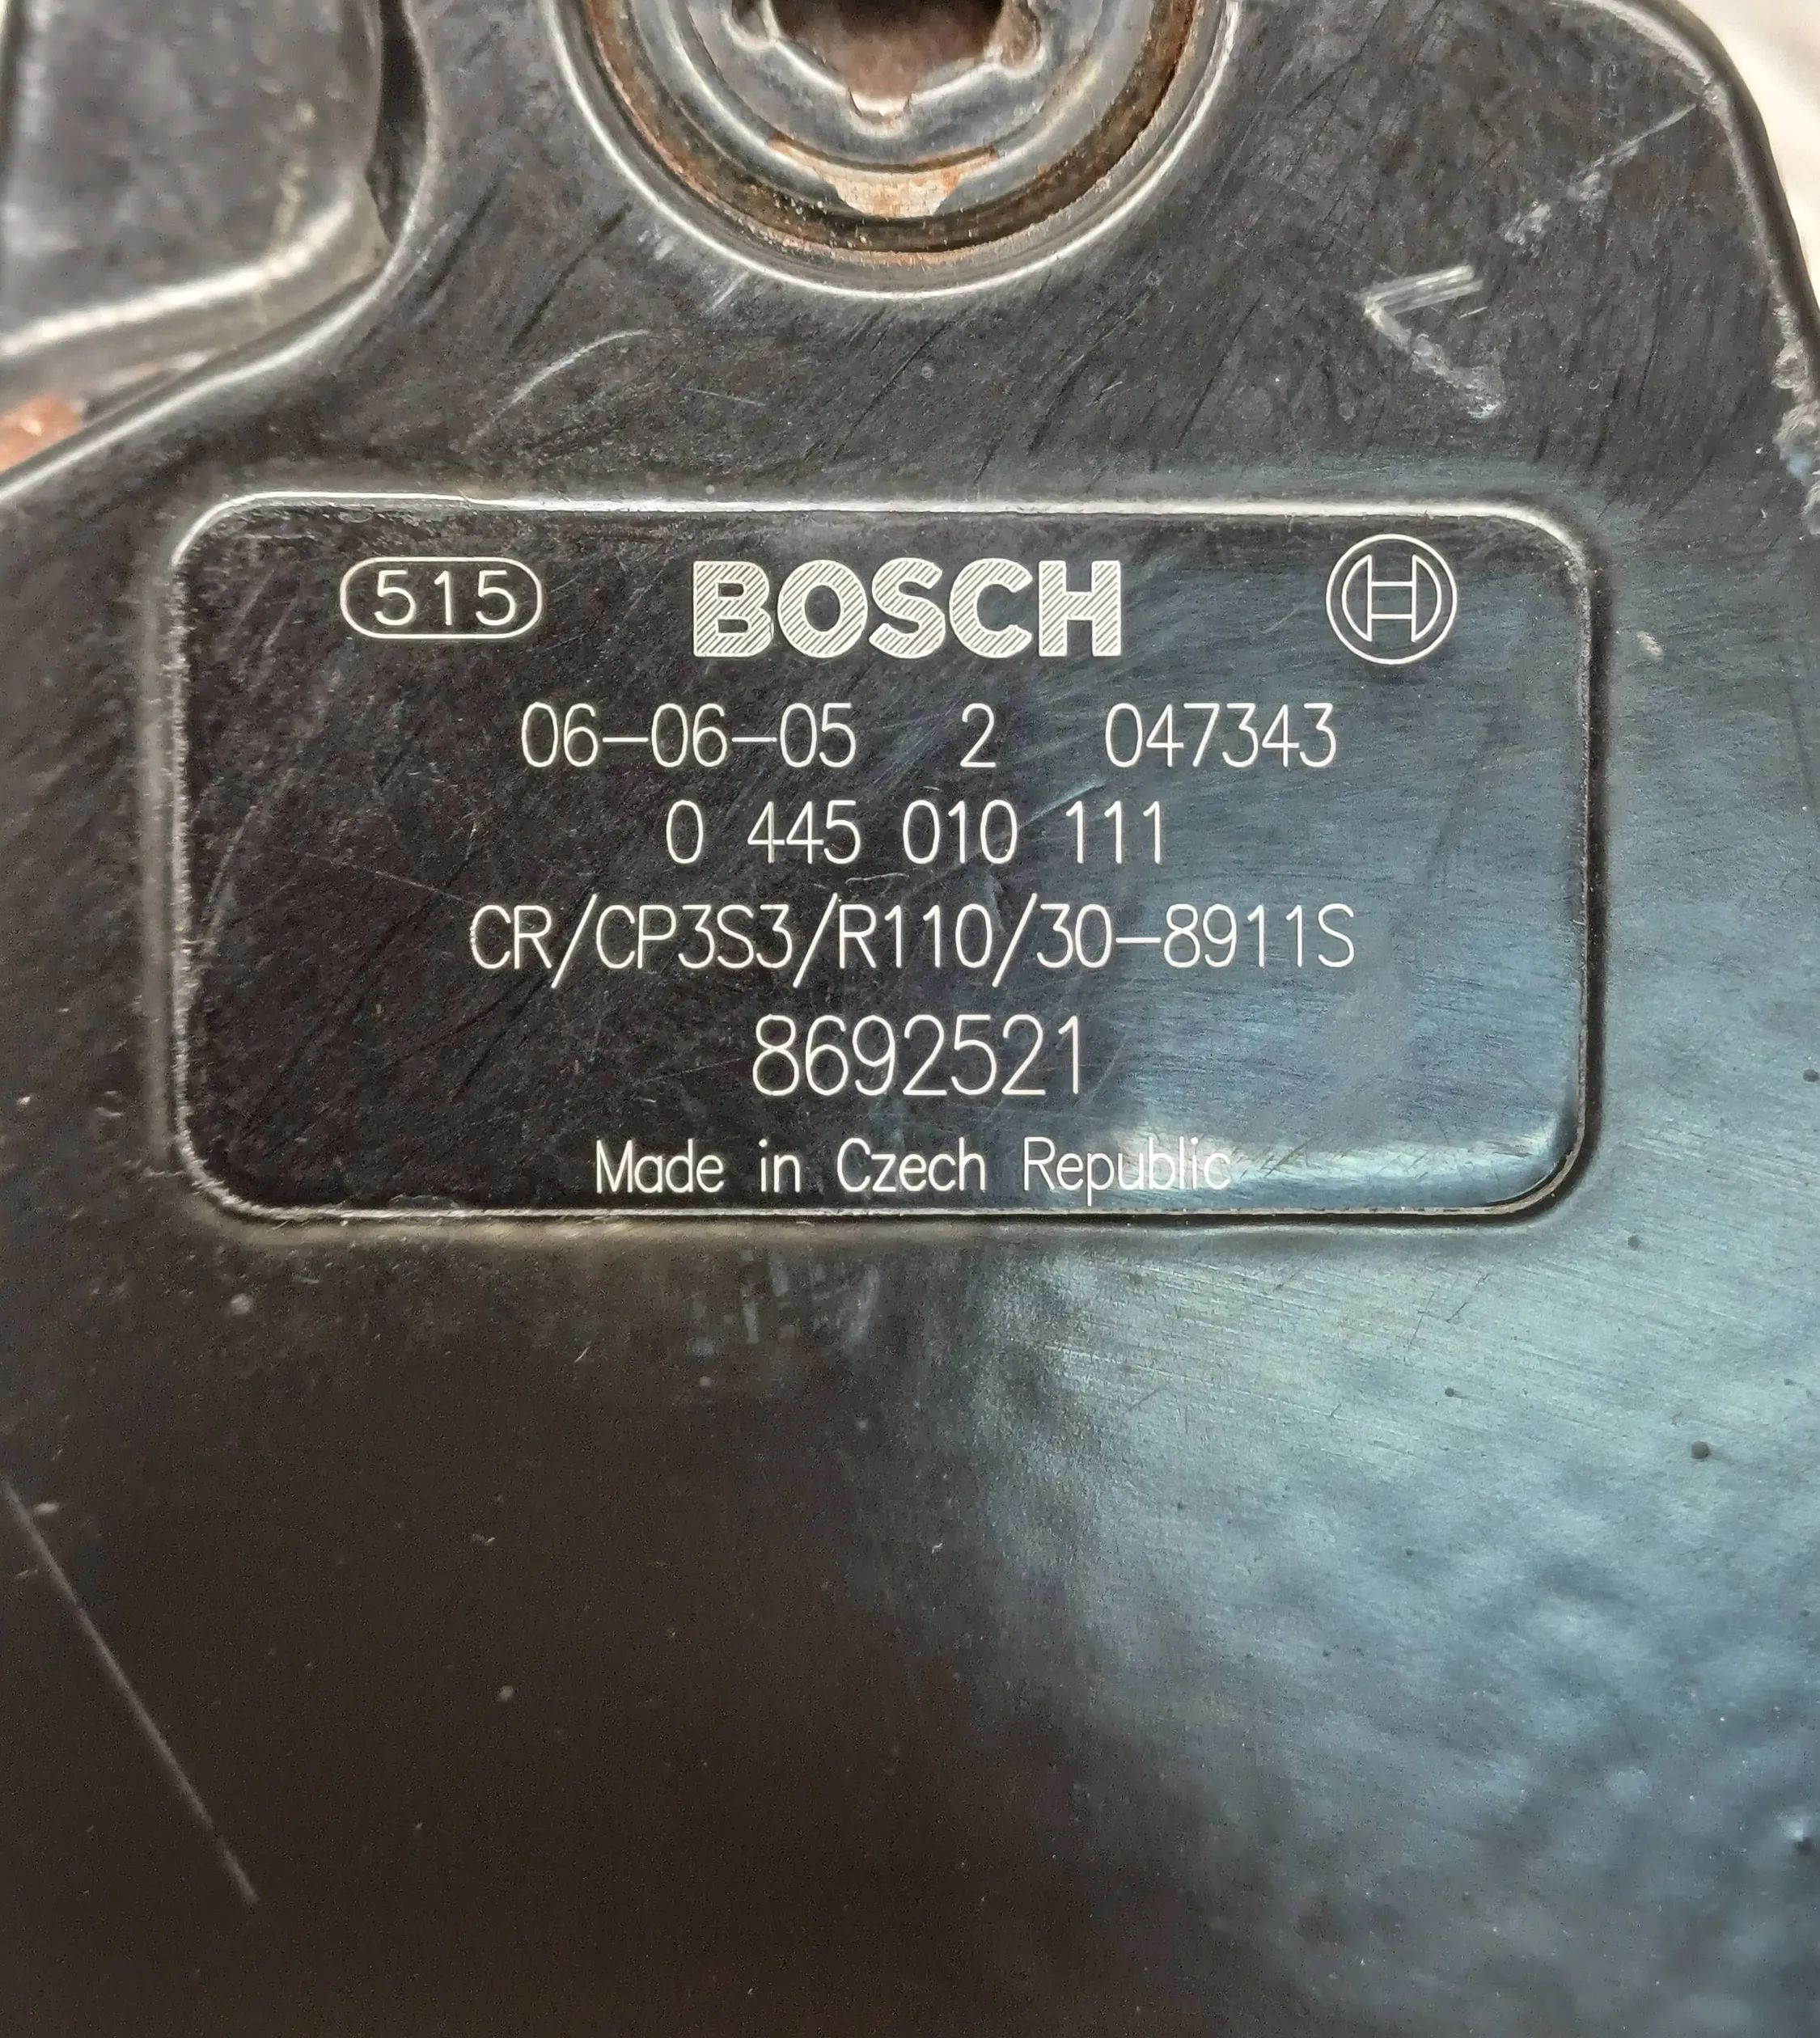 515 BOSCH
06-06-05 2 047343
0 445 010 111
CR/CP3S3/R110/30-8911S
8692521
Made in Czech Republic